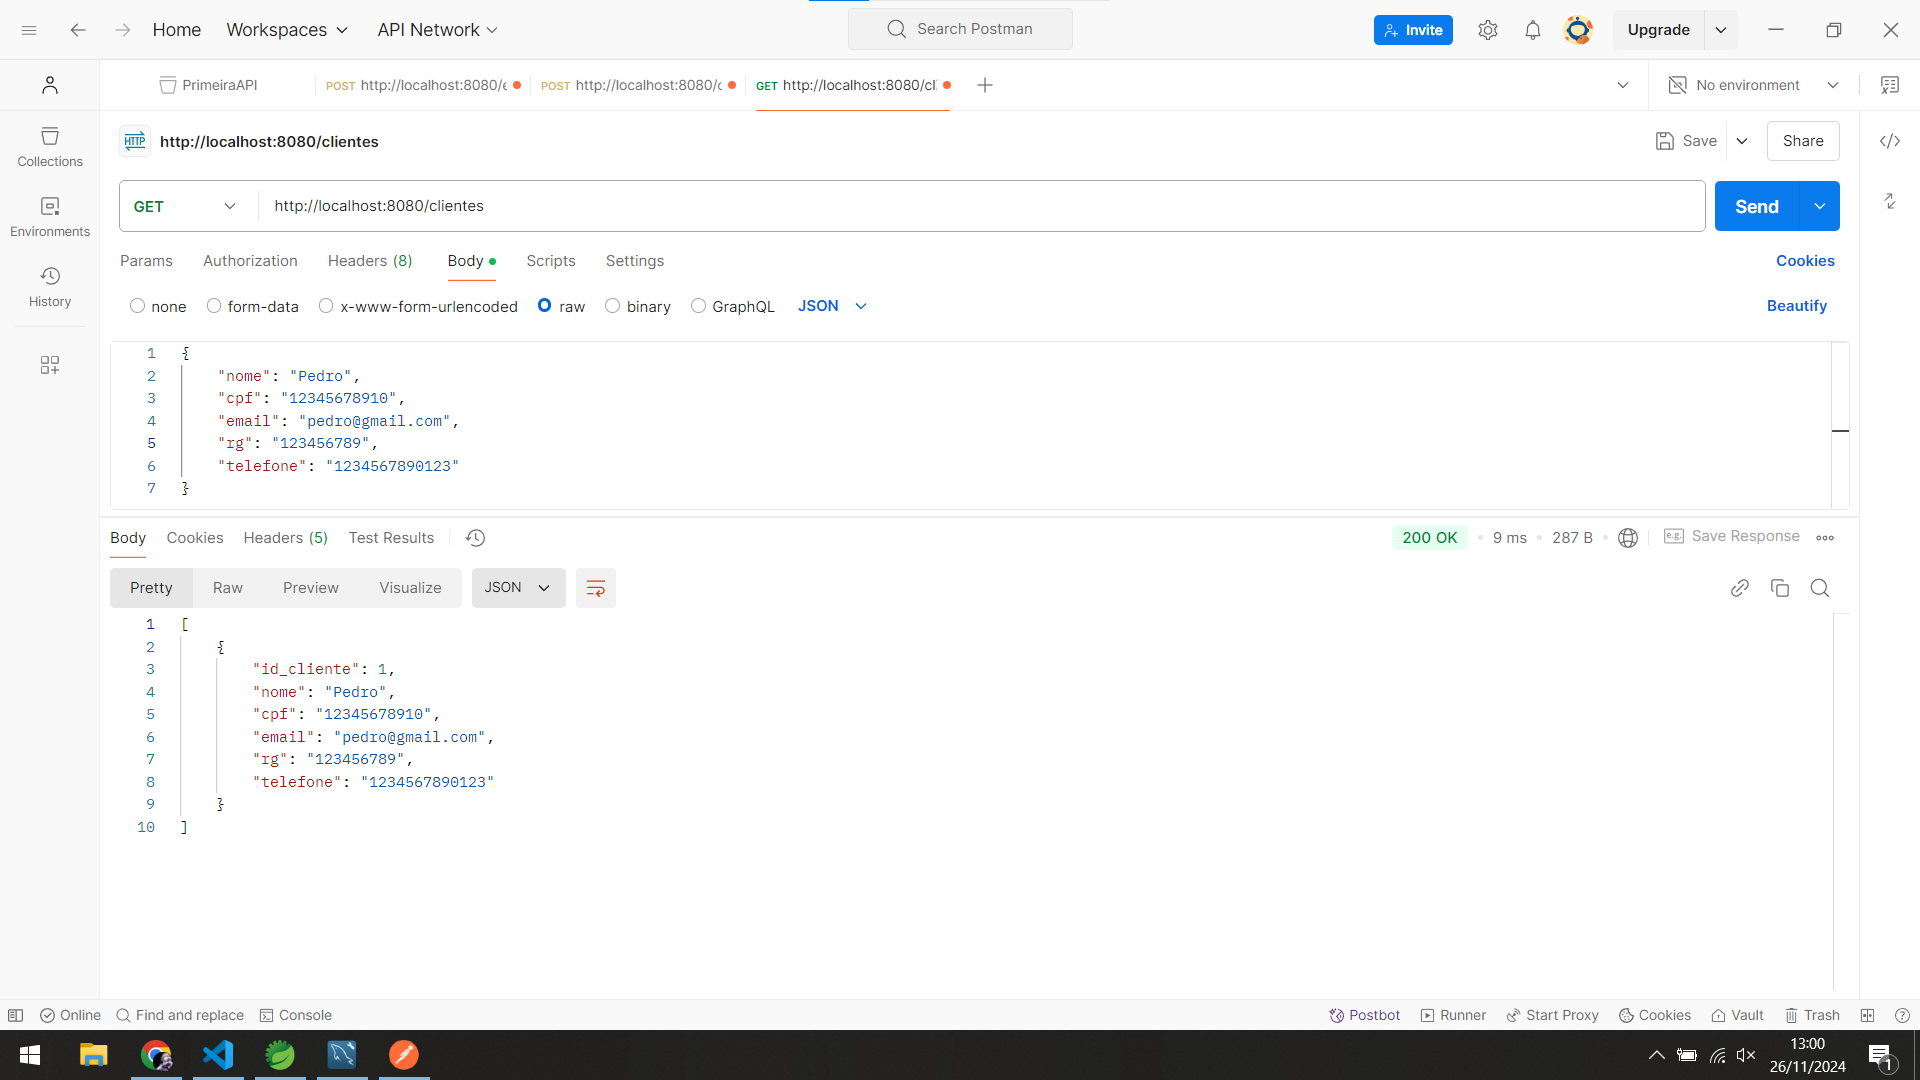 Home Workspaces API Network Search Postman Invite Upgrade
PrimeiraAPI POST http://localhost:8080/ POST http://localhost:8080/ GET http://localhost:8080/cl No environment
HTTP http://localhost:8080/clientes Save Share
Collections
GET http://localhost:8080/clientes Send
Environments
Params Authorization Headers (8) Body Scripts Settings Cookies
History
none form-data x-www-form-urlencoded raw binary GraphQL JSON Beautify
1 {
2 "nome": "Pedro",
3 "cpf": "12345678910",
4 "email": "pedro@gmail.com",
5 "rg": "123456789",
6 "telefone": "1234567890123"
7 }
Body Cookies Headers (5) Test Results 200 OK 9 ms 287 B e.g. Save Response
Pretty Raw Preview Visualize JSON
1 [
2 {
3 "id_cliente": 1,
4 "nome": "Pedro",
5 "cpf": "12345678910",
6 "email": "pedro@gmail.com",
7 "rg": "123456789",
8 "telefone": "1234567890123"
9 }
10 ]
Online Find and replace Console Postbot Runner Start Proxy Cookies Vault Trash
13:00
26/11/2024 1